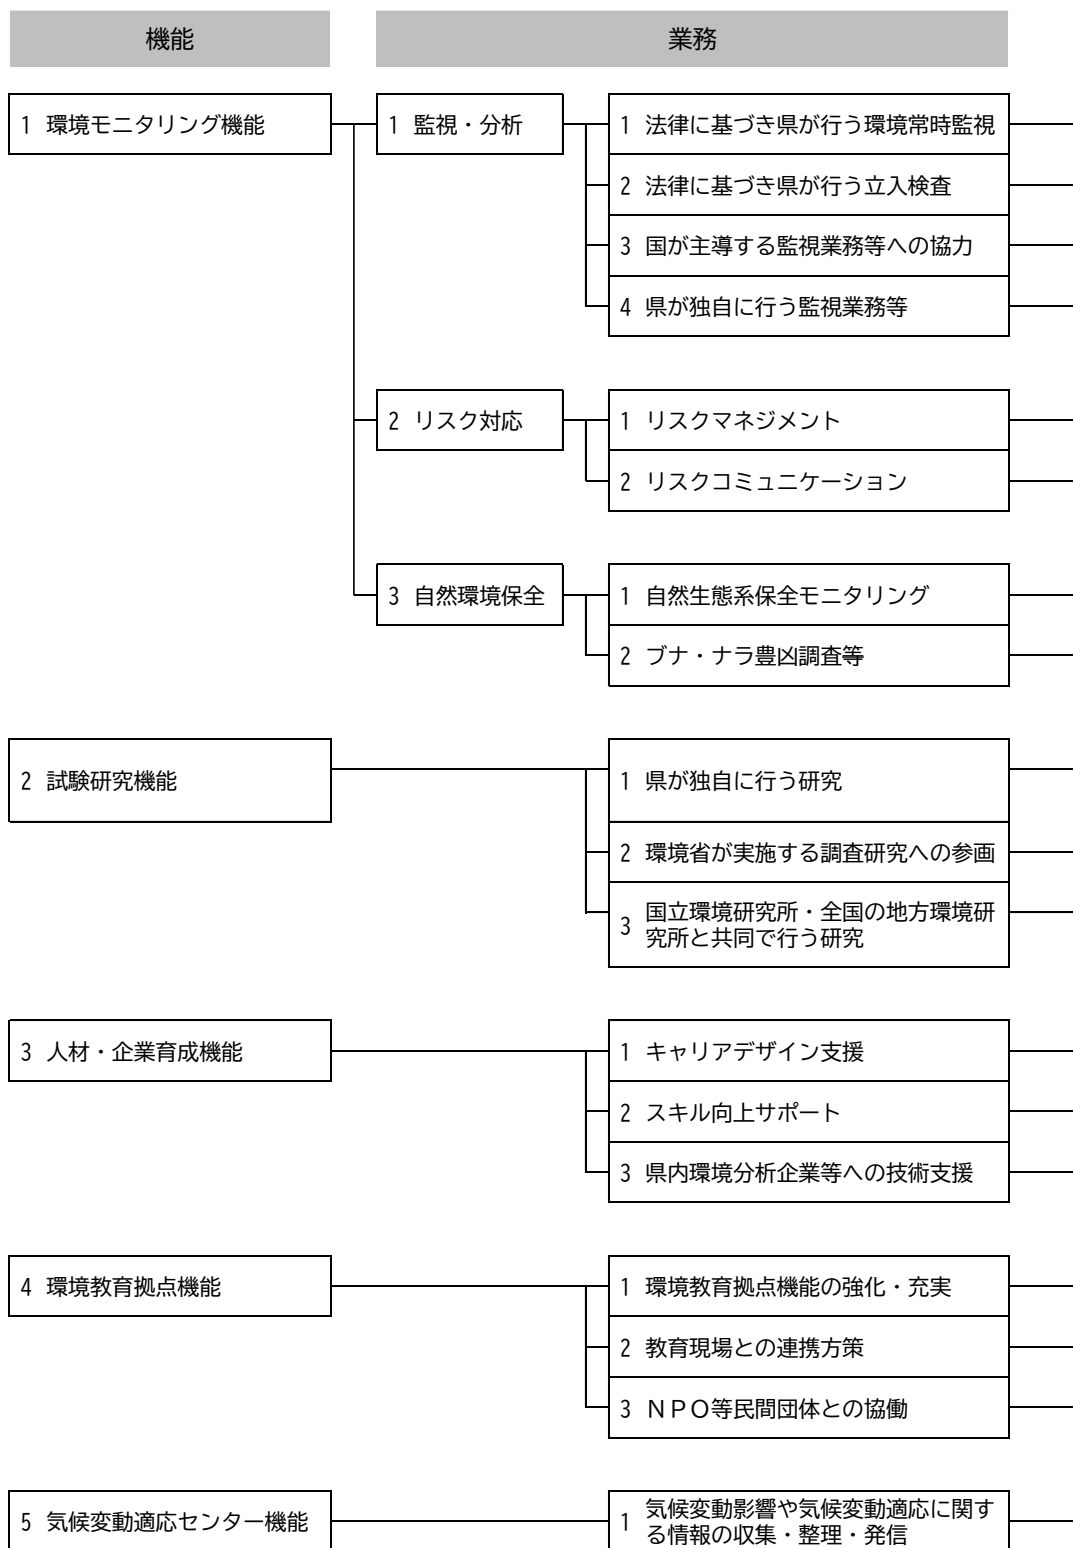 機能
業務
1 環境モニタリング機能
1 監視・分析
1 法律に基づき県が行う環境常時監視
2 法律に基づき県が行う立入検査
3 国が主導する監視業務等への協力
4 県が独自に行う監視業務等
2 リスク対応
1 リスクマネジメント
2 リスクコミュニケーション
3 自然環境保全
1 自然生態系保全モニタリング
2 ブナ・ナラ豊凶調査等
2 試験研究機能
1 県が独自に行う研究
2 環境省が実施する調査研究への参画
3 国立環境研究所・全国の地方環境研
究所と共同で行う研究
3 人材・企業育成機能
1 キャリアデザイン支援
2 スキル向上サポート
3 県内環境分析企業等への技術支援
4 環境教育拠点機能
1 環境教育拠点機能の強化・充実
2 教育現場との連携方策
3 ＮＰＯ等民間団体との協働
5 気候変動適応センター機能
1 気候変動影響や気候変動適応に関す
る情報の収集・整理・発信